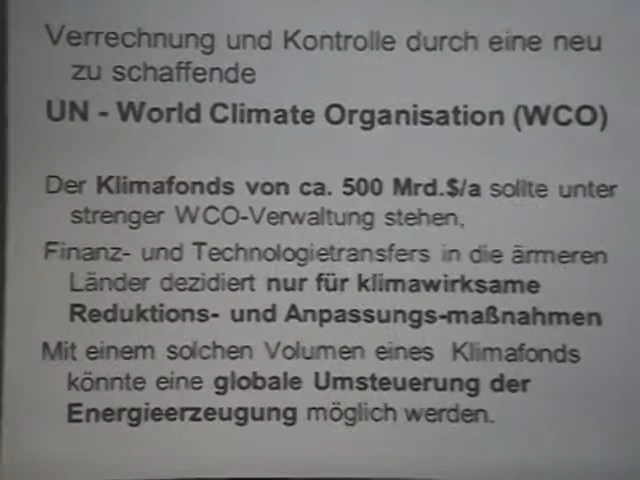 Verrechnung und Kontrolle durch eine neu
zu schaffende
UN - World Climate Organisation (WCO)
Der Klimafonds von ca. 500 Mrd.$/a sollte unter
strenger WCO-Verwaltung stehen,
Finanz- und Technologietransfers in die ärmeren
Länder dezidiert nur für klimawirksame
Reduktions- und Anpassungs-maßnahmen
Mit einem solchen Volumen eines Klimafonds
könnte eine globale Umsteuerung der
Energieerzeugung möglich werden.